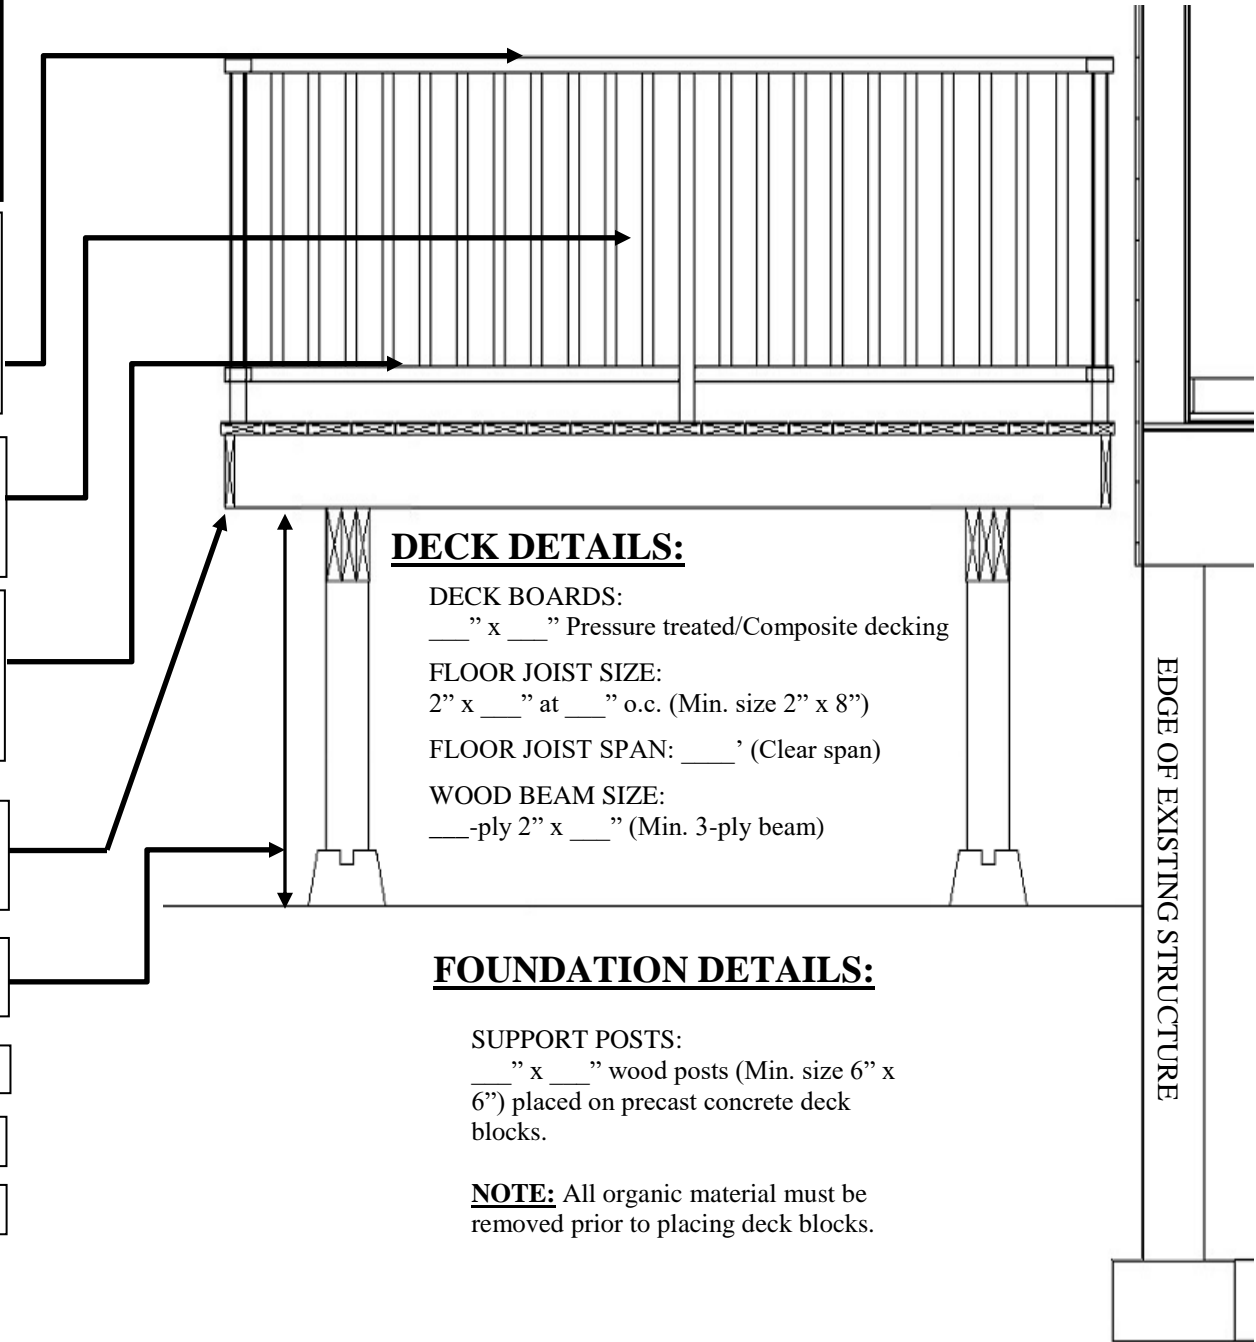 DECK DETAILS:
DECK BOARDS:
___” x ___” Pressure treated/Composite decking
FLOOR JOIST SIZE:
2” x ___” at ___” o.c. (Min. size 2” x 8”)
FLOOR JOIST SPAN: ____’ (Clear span)
WOOD BEAM SIZE:
___-ply 2” x ___” (Min. 3-ply beam)
EDGE OF EXISTING STRUCTURE
FOUNDATION DETAILS:
SUPPORT POSTS:
___” x ___” wood posts (Min. size 6” x
6”) placed on precast concrete deck
blocks.
NOTE: All organic material must be
removed prior to placing deck blocks.